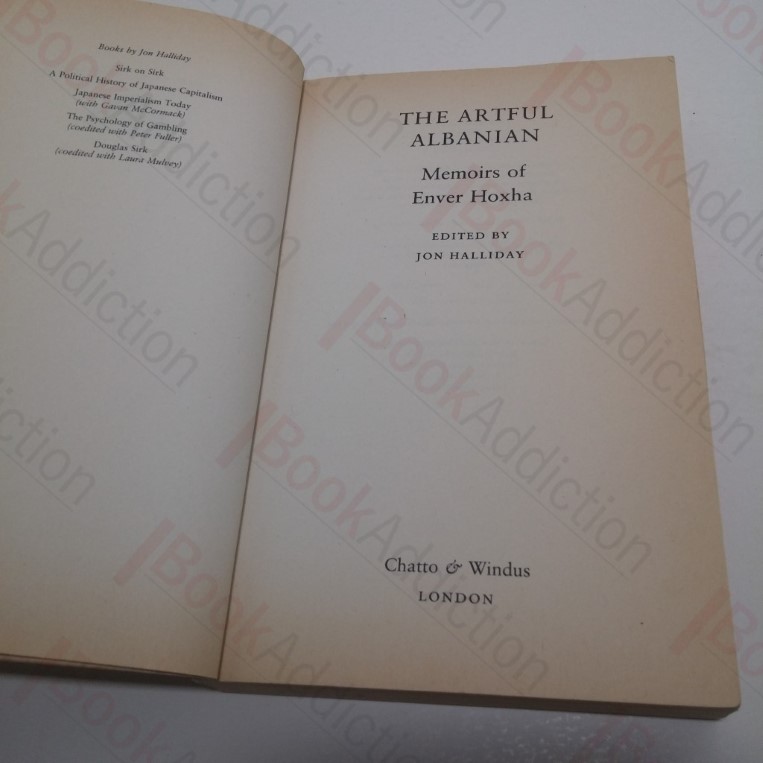 Books by Jon Halliday
Sirk on Sirk
A Political History of Japanese Capitalism
Japanese Imperialism Today
(with Gavan McCormack)
The Psychology of Gambling
(coedited with Peter Fuller)
Douglas Sirk
(coedited with Laura Mulvey)
THE ARTFUL
ALBANIAN
Memoirs of
Enver Hoxha
EDITED BY
JON HALLIDAY
Chatto & Windus
LONDON
BookAddiction